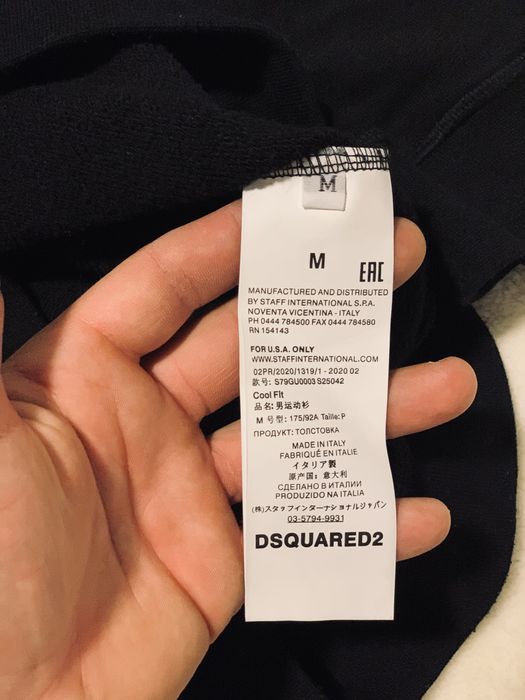 M
M
EAC
MANUFACTURED AND DISTRIBUTED
BY STAFF INTERNATIONAL S.P.A.
NOVENTA VICENTINA - ITALY
PH 0444 784500 FAX 0444 784580
RN 154143
FOR U.S.A. ONLY
WWW.STAFFINTERNATIONAL.COM
02PR/2020/1319/1 - 2020 02
款号: S79GU0003 S25042
Cool Fit
品名: 男运动衫
M 号型: 175/92A Taille: P
ПРОДУКТ: ТОЛСТОВКА
MADE IN ITALY
FABRIQUÉ EN ITALIE
イタリア製
原产国: 意大利
СДЕЛАНО В ИТАЛИИ
PRODUZIDO NA ITALIA
(株)スタッフインターナショナルジャパン
03-5794-9931
DSQUARED2